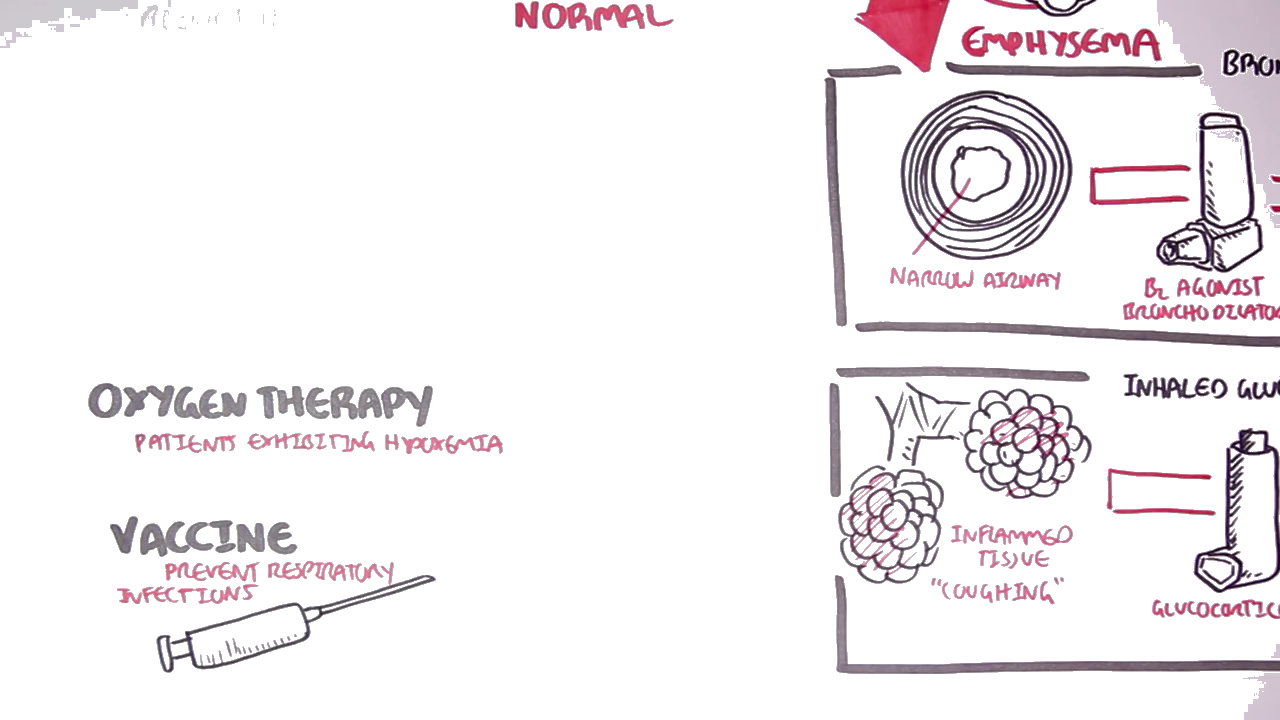 NORMAL
EMPHYSEMA
NARROW AIRWAY
B2 AGONIST
INHALED
OXYGEN THERAPY
PATIENTS EXHIBITING HYPOXEMIA
VACCINE
PREVENT RESPIRATORY
INFECTIONS
INFLAMMED
TISSUE
"COUGHING"